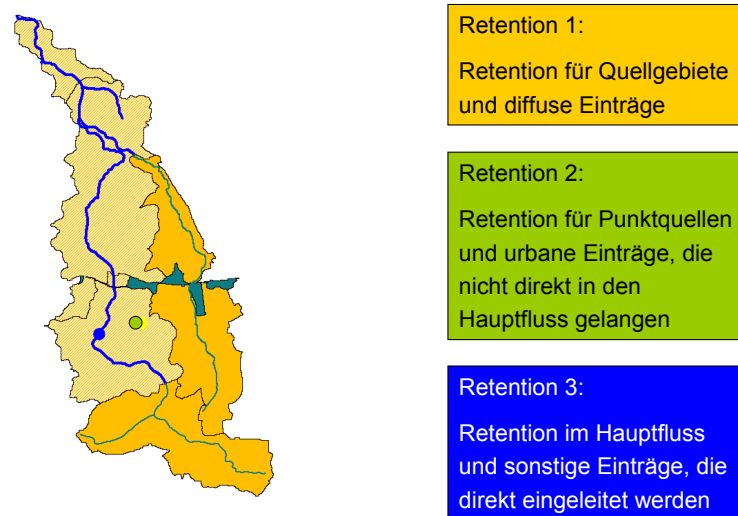 Retention 1:
Retention für Quellgebiete
und diffuse Einträge
Retention 2:
Retention für Punktquellen
und urbane Einträge, die
nicht direkt in den
Hauptfluss gelangen
Retention 3:
Retention im Hauptfluss
und sonstige Einträge, die
direkt eingeleitet werden